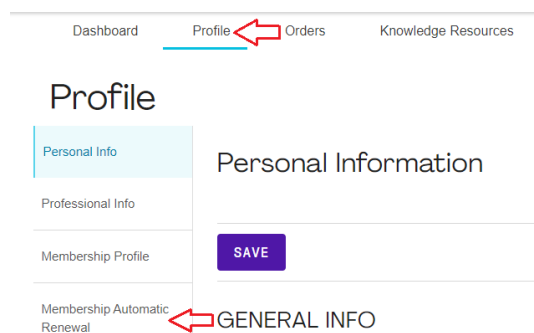 Dashboard Profile Orders Knowledge Resources
Profile
Personal Info
Personal Information
Professional Info
SAVE
Membership Profile
Membership Automatic
Renewal
GENERAL INFO